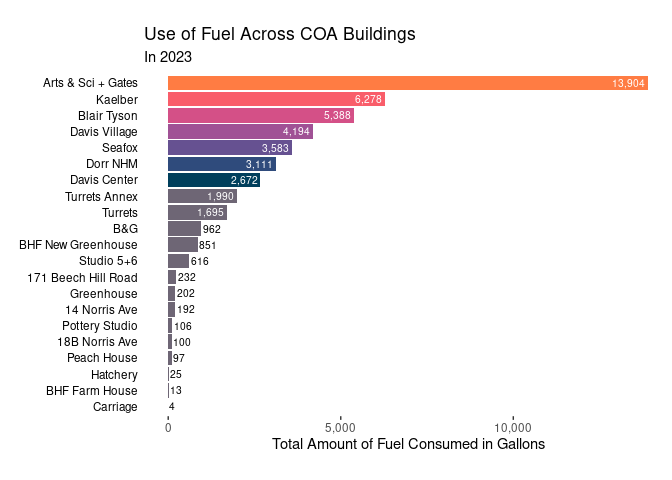 Use of Fuel Across COA Buildings
In 2023
Arts & Sci + Gates 13,904
Kaelber 6,278
Blair Tyson 5,388
Davis Village 4,194
Seafox 3,583
Dorr NHM 3,111
Davis Center 2,672
Turrets Annex 1,990
Turrets 1,695
B&G 962
BHF New Greenhouse 851
Studio 5+6 616
171 Beech Hill Road 232
Greenhouse 202
14 Norris Ave 192
Pottery Studio 106
18B Norris Ave 100
Peach House 97
Hatchery 25
BHF Farm House 13
Carriage 4
0 5,000 10,000
Total Amount of Fuel Consumed in Gallons